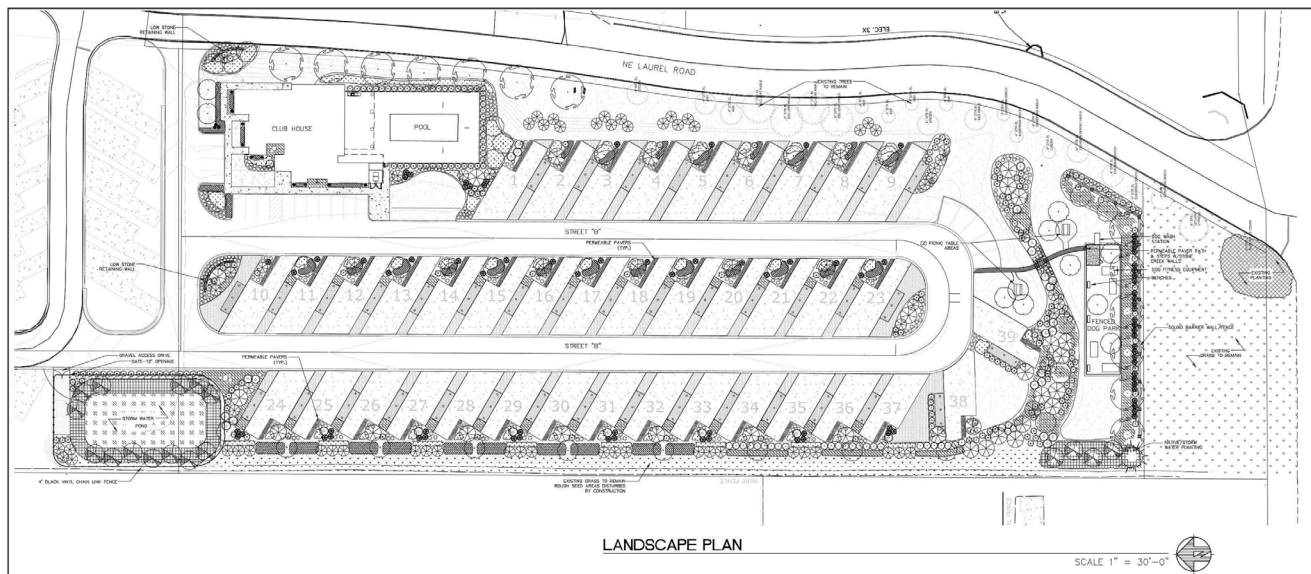 LOW STONE
RETAINING WALL
ELEC. 3X
NE LAUREL ROAD
EXISTING TREES
TO REMAIN
CLUB HOUSE
POOL
1 2 3 4 5 6 7 8 9
STREET "B"
PERMEABLE PAVERS
(TYP.)
(2) PICNIC TABLE
AREAS
DOG WASH
STATION
PERMEABLE PAVER PATH
& STEPS W/STONE
CREEK WALLS
DOG FITNESS EQUIPMENT
BENCHES
EXISTING
PLANTING
LOW STONE
RETAINING WALL
10 11 12 13 14 15 16 17 18 19 20 21 22 23
FENCED
DOG PARK
SOUND BARRIER WALL/FENCE
39
EXISTING
GRASS TO REMAIN
STREET "B"
GRAVEL ACCESS DRIVE
GATE-12' OPENING
PERMEABLE PAVERS
(TYP.)
24 25 26 27 28 29 30 31 32 33 34 35 36 37 38
STORM WATER
POND
NATIVE/STORM
WATER PLANTING
4' BLACK VINYL CHAIN LINK FENCE
EXISTING GRASS TO REMAIN
ROUGH SEED AREAS DISTURBED
BY CONSTRUCTION
WIRE FENCE
LANDSCAPE PLAN
SCALE 1" = 30'-0"